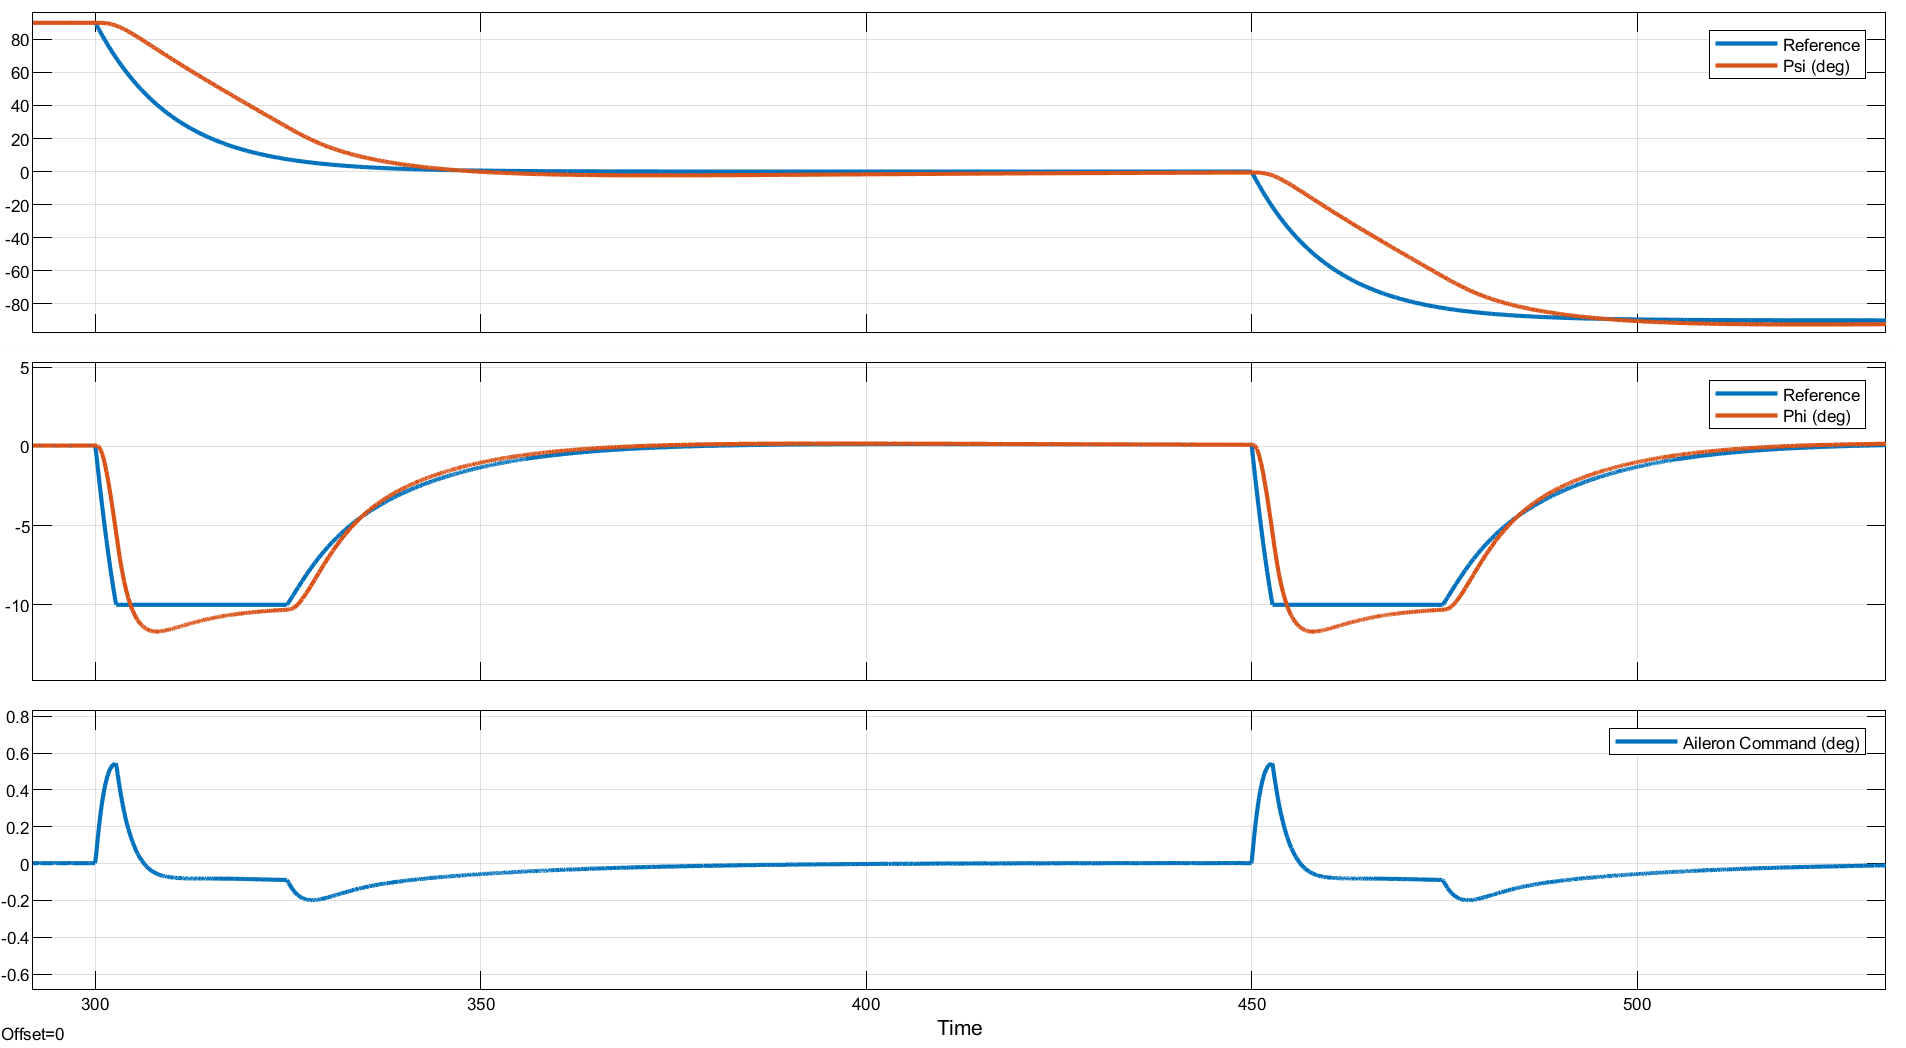 80
60
40
20
0
-20
-40
-60
-80
Reference
Psi (deg)
5
0
-5
-10
Reference
Phi (deg)
0.8
0.6
0.4
0.2
0
-0.2
-0.4
-0.6
Aileron Command (deg)
300 350 400 450 500
Time
Offset=0